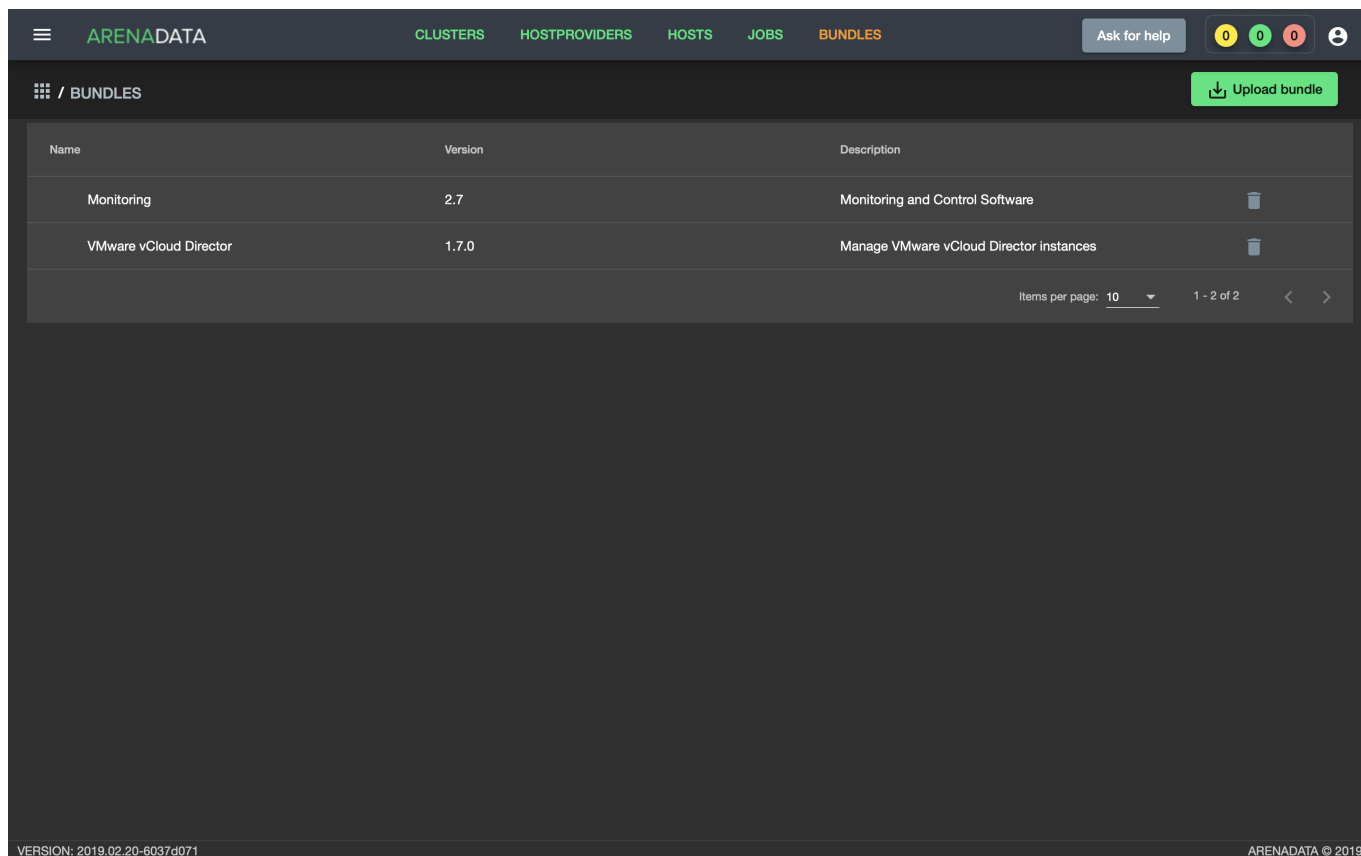 ARENADATA CLUSTERS HOSTPROVIDERS HOSTS JOBS BUNDLES Ask for help 0 0 0
/ BUNDLES Upload bundle
Name Version Description
Monitoring 2.7 Monitoring and Control Software
VMware vCloud Director 1.7.0 Manage VMware vCloud Director instances
Items per page: 10 1 - 2 of 2
VERSION: 2019.02.20-6037d071 ARENADATA © 2019